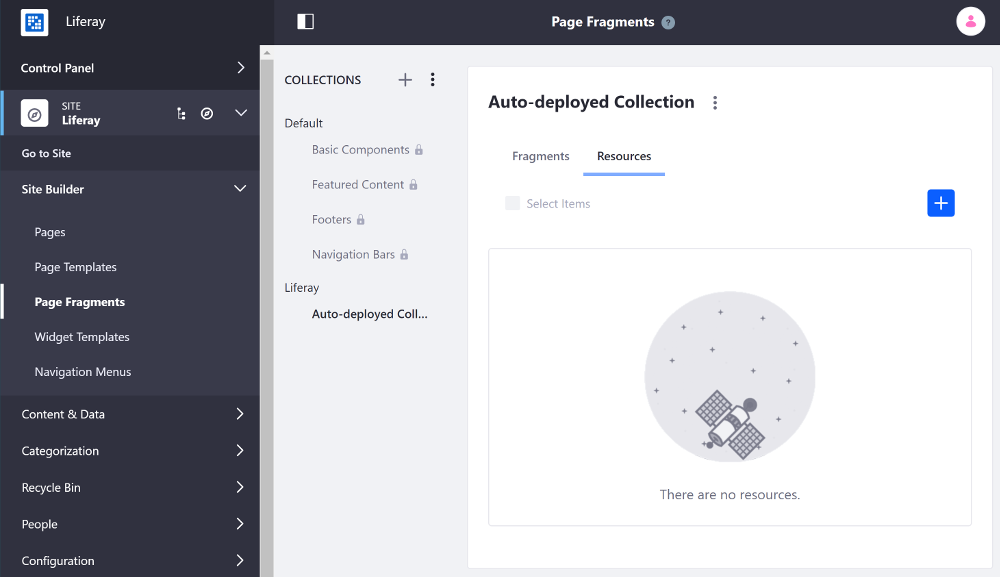 Liferay
Page Fragments ?
Control Panel
SITE
Liferay
Go to Site
Site Builder
Pages
Page Templates
Page Fragments
Widget Templates
Navigation Menus
Content & Data
Categorization
Recycle Bin
People
Configuration
COLLECTIONS
Default
Basic Components
Featured Content
Footers
Navigation Bars
Liferay
Auto-deployed Coll...
Auto-deployed Collection
Fragments Resources
Select Items
There are no resources.